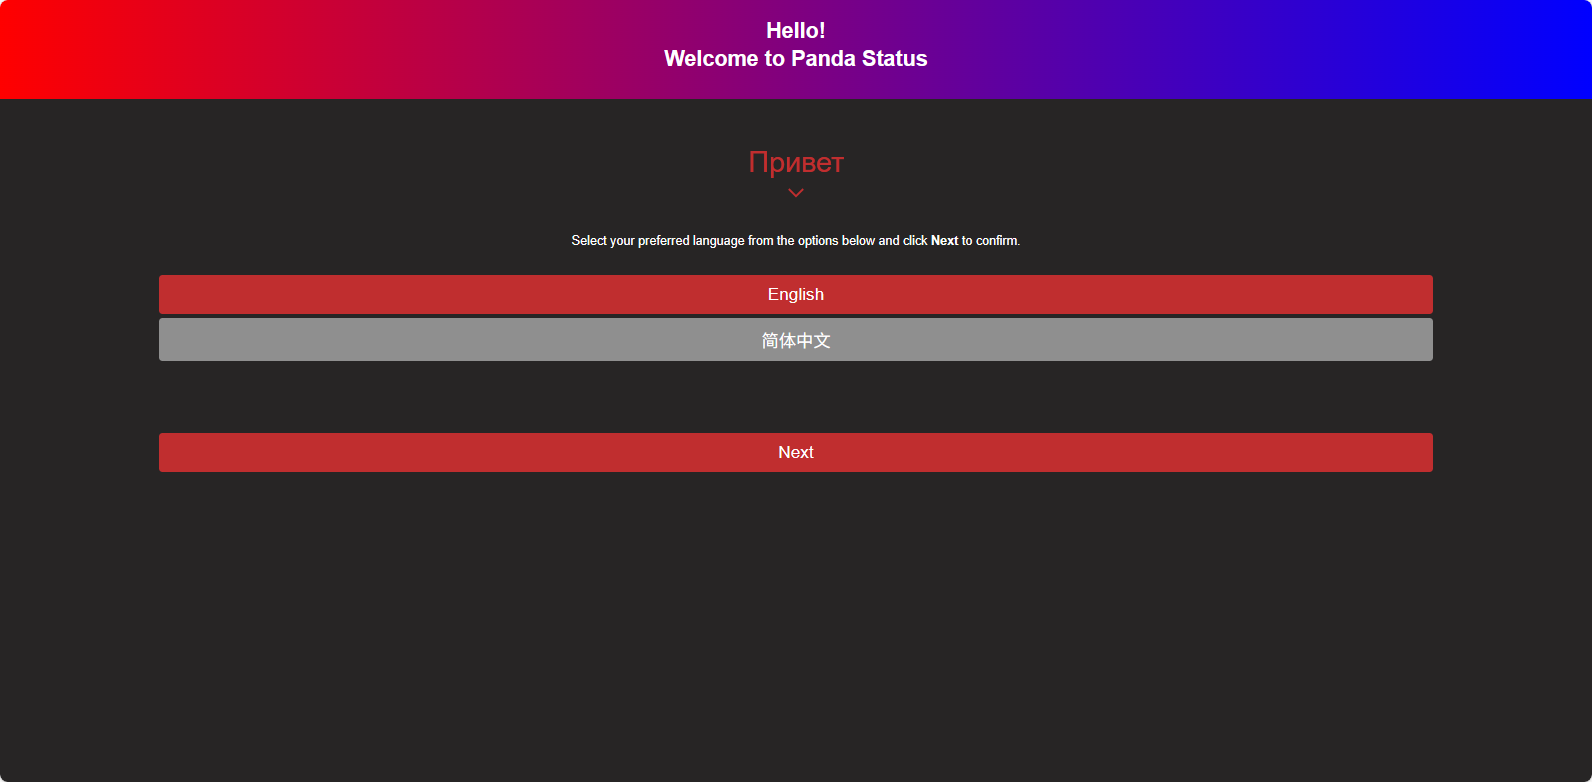 Hello!
Welcome to Panda Status
Привет
Select your preferred language from the options below and click Next to confirm.
English
简体中文
Next